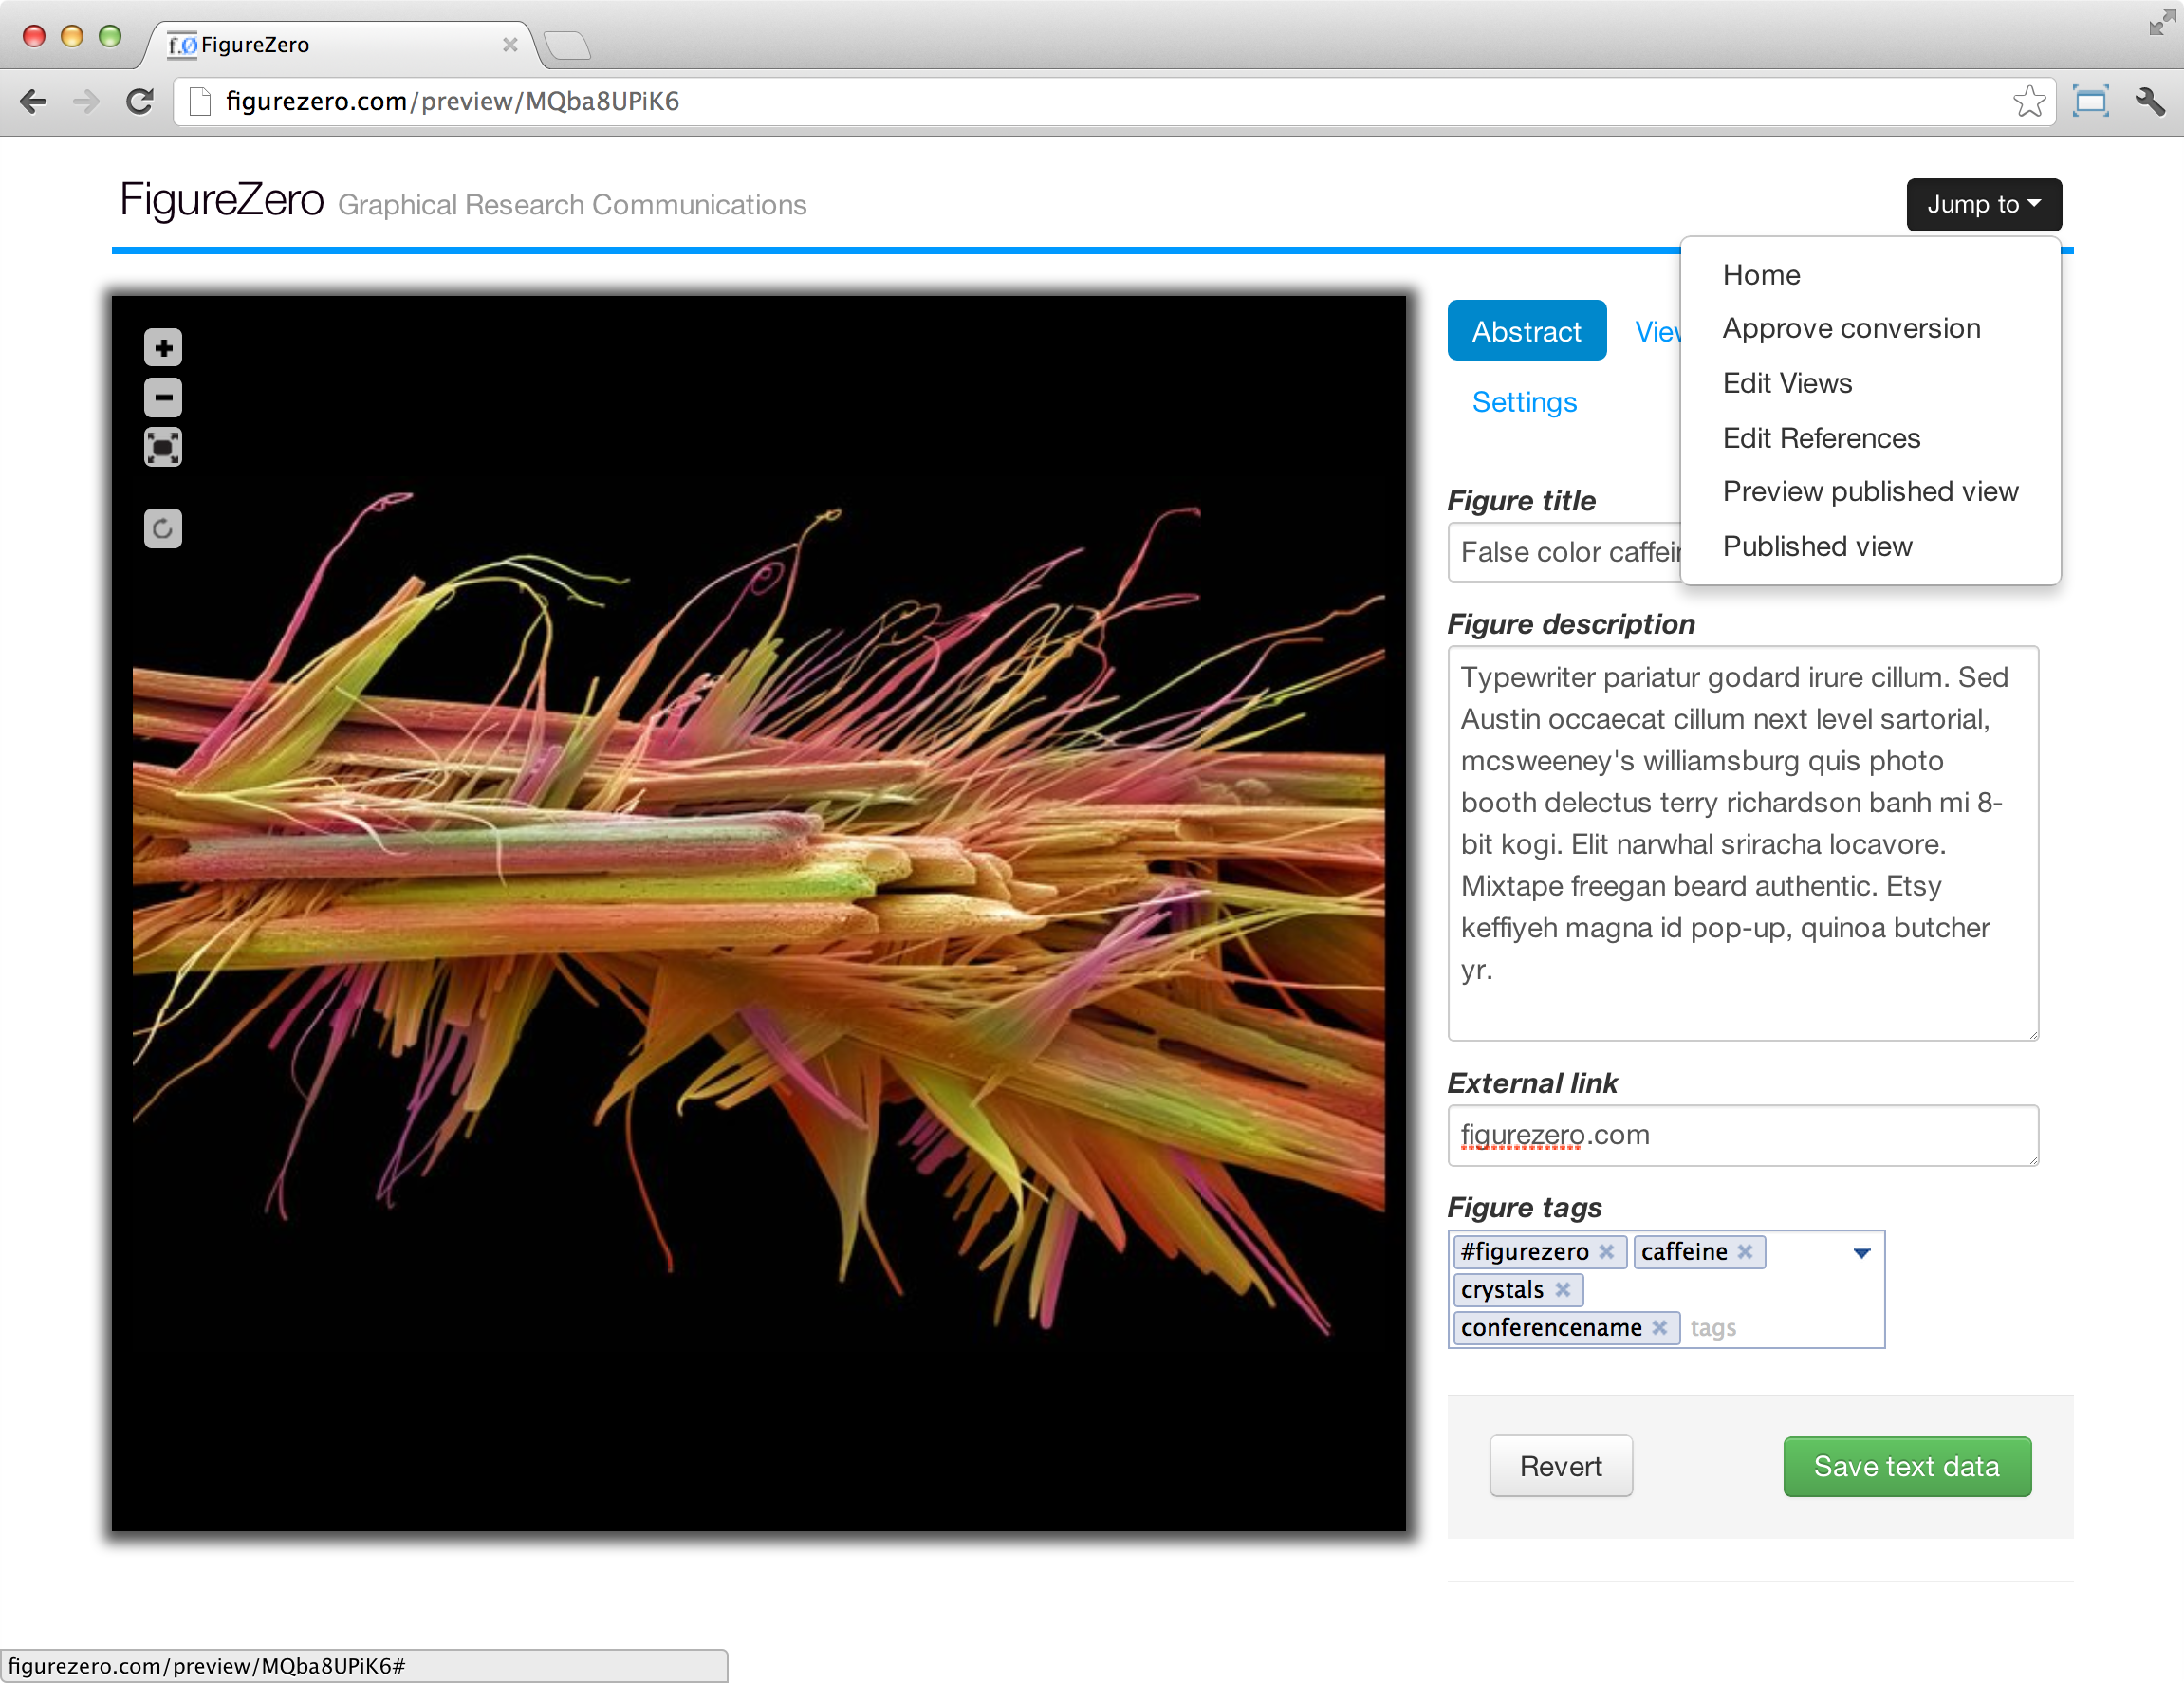 f.Ø FigureZero
figurezero.com/preview/MQba8UPiK6
FigureZero Graphical Research Communications
Jump to
Home
Approve conversion
Edit Views
Edit References
Preview published view
Published view
Abstract
Settings
Figure title
False color
Figure description
Typewriter pariatur godard irure cillum. Sed
Austin occaecat cillum next level sartorial,
mcsweeney's williamsburg quis photo
booth delectus terry richardson banh mi 8-
bit kogi. Elit narwhal sriracha locavore.
Mixtape freegan beard authentic. Etsy
keffiyeh magna id pop-up, quinoa butcher
yr.
External link
figurezero.com
Figure tags
#figurezero caffeine
crystals
conferencename tags
Revert Save text data
figurezero.com/preview/MQba8UPiK6#